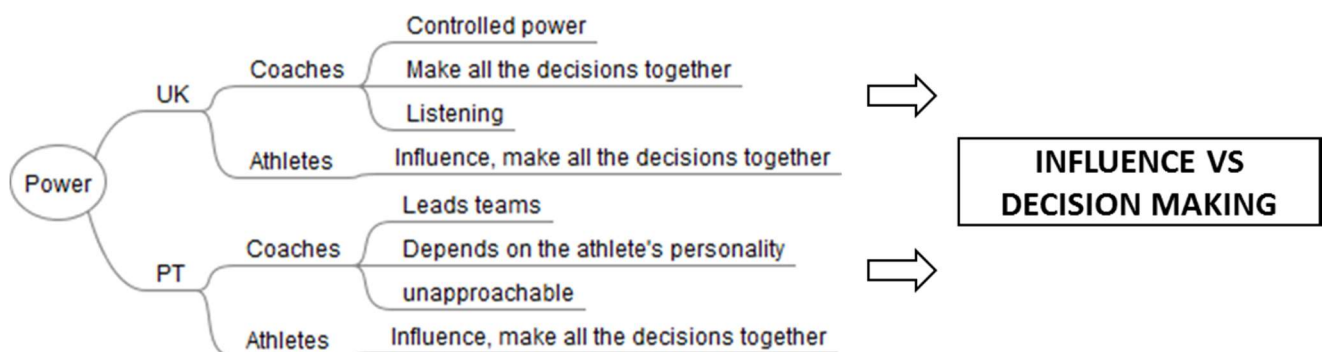 Power
UK
Coaches
Controlled power
Make all the decisions together
Listening
Athletes
Influence, make all the decisions together
PT
Coaches
Leads teams
Depends on the athlete's personality
unapproachable
Athletes
Influence, make all the decisions together
INFLUENCE VS
DECISION MAKING